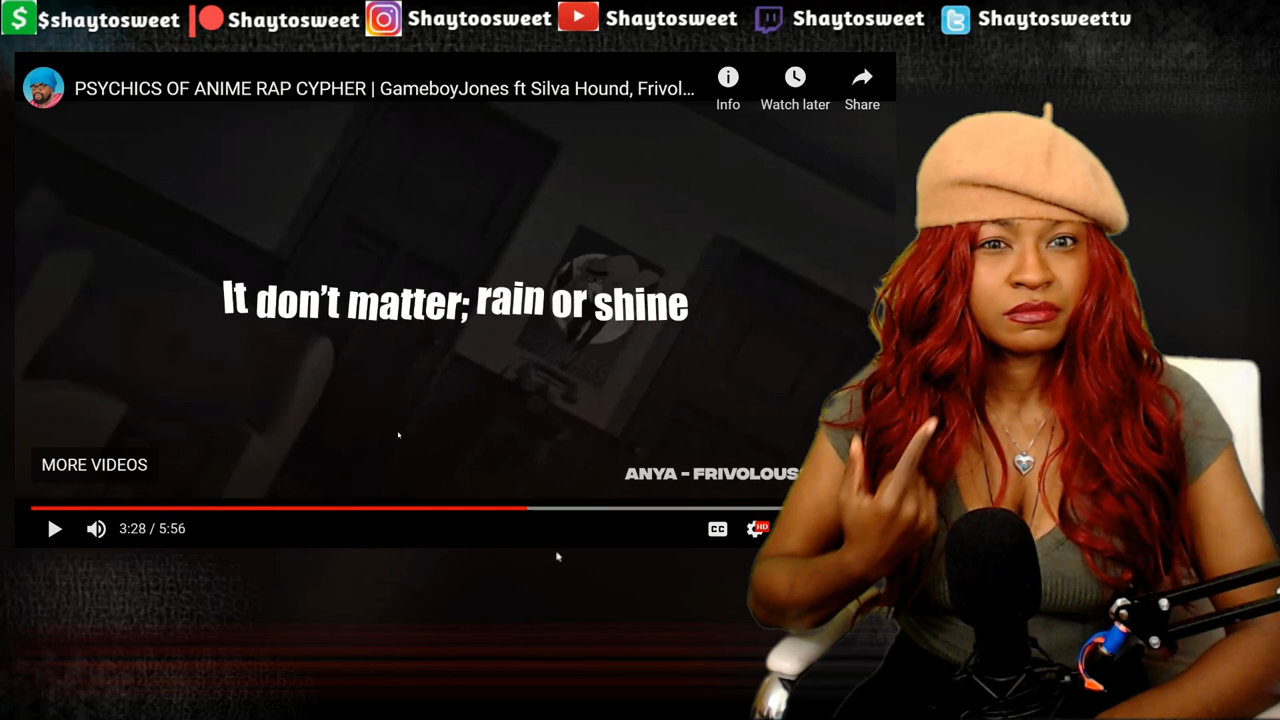 $shaytosweet Shaytosweet Shaytoosweet Shaytosweet Shaytosweet Shaytosweettv
PSYCHICS OF ANIME RAP CYPHER | GameboyJones ft Silva Hound, Frivol...
Info Watch later Share
It don't matter; rain or shine
MORE VIDEOS
ANYA - FRIVOLOUSS
3:28 / 5:56
CC HD